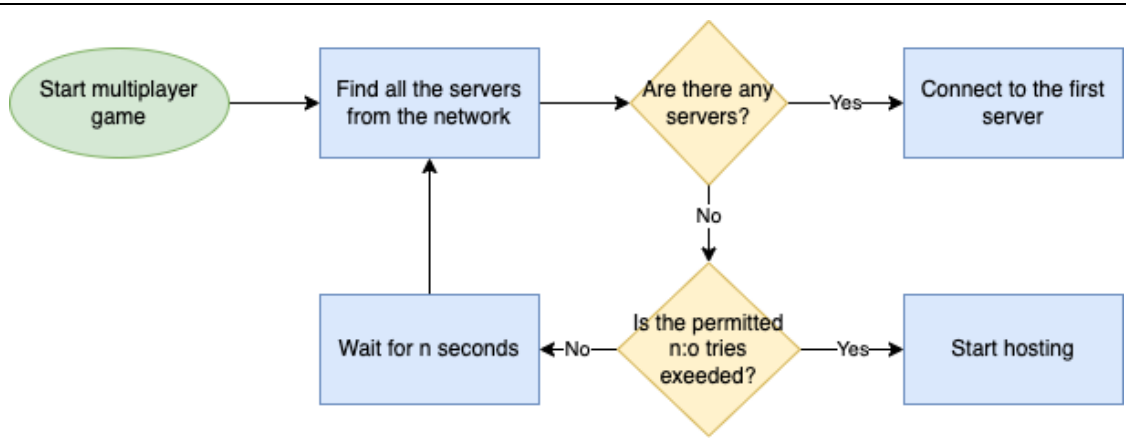 Start multiplayer
game
Find all the servers
from the network
Are there any
servers?
Yes
Connect to the first
server
No
Wait for n seconds
No
Is the permitted
n:o tries
exeeded?
Yes
Start hosting